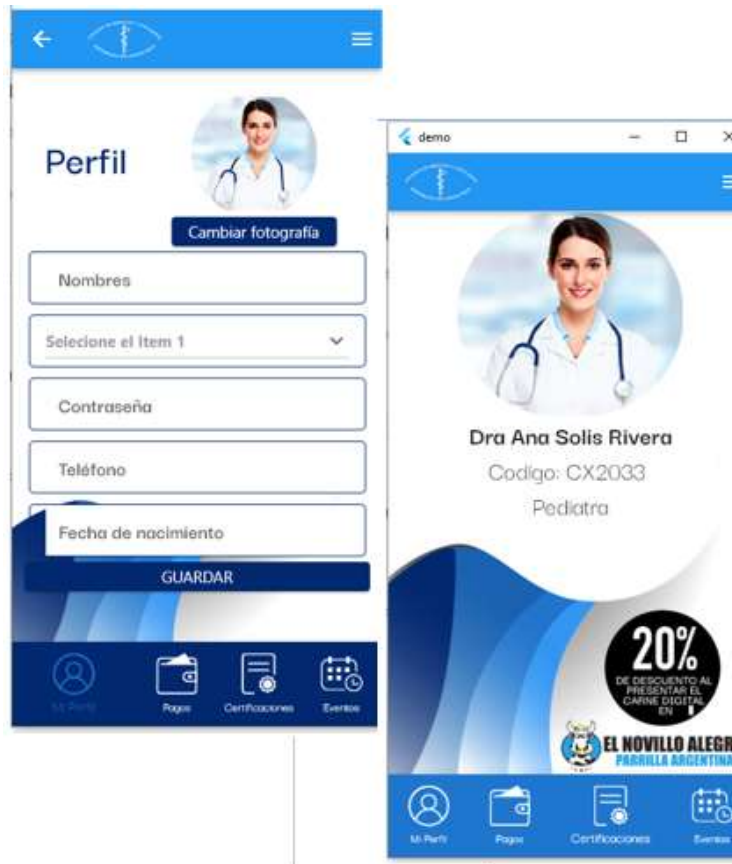 Perfil
Cambiar fotografía
Nombres
Selecione el Item 1
Contraseña
Teléfono
Fecha de nacimiento
GUARDAR
Mi Perfil
Pagos
Certificaciones
Eventos
demo
Dra Ana Solis Rivera
Codigo: CX2033
Pediatra
20%
DE DESCUENTO AL
PRESENTAR EL
CARNE DIGITAL
EN
EL NOVILLO ALEGR
PARRILLA ARGENTINA
Mi Perfil
Pagos
Certificaciones
Eventos